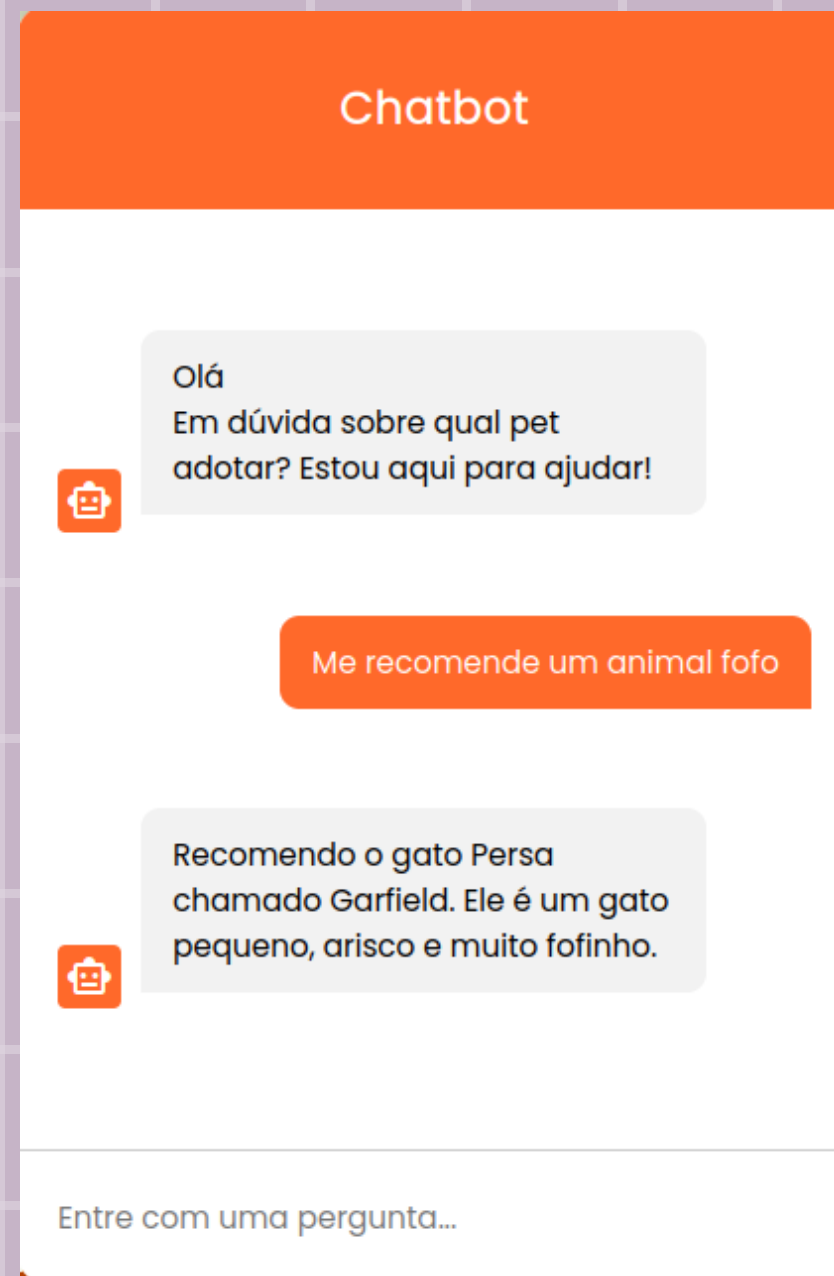 Chatbot
Olá
Em dúvida sobre qual pet
adotar? Estou aqui para ajudar!
Me recomende um animal fofo
Recomendo o gato Persa
chamado Garfield. Ele é um gato
pequeno, arisco e muito fofinho.
Entre com uma pergunta...